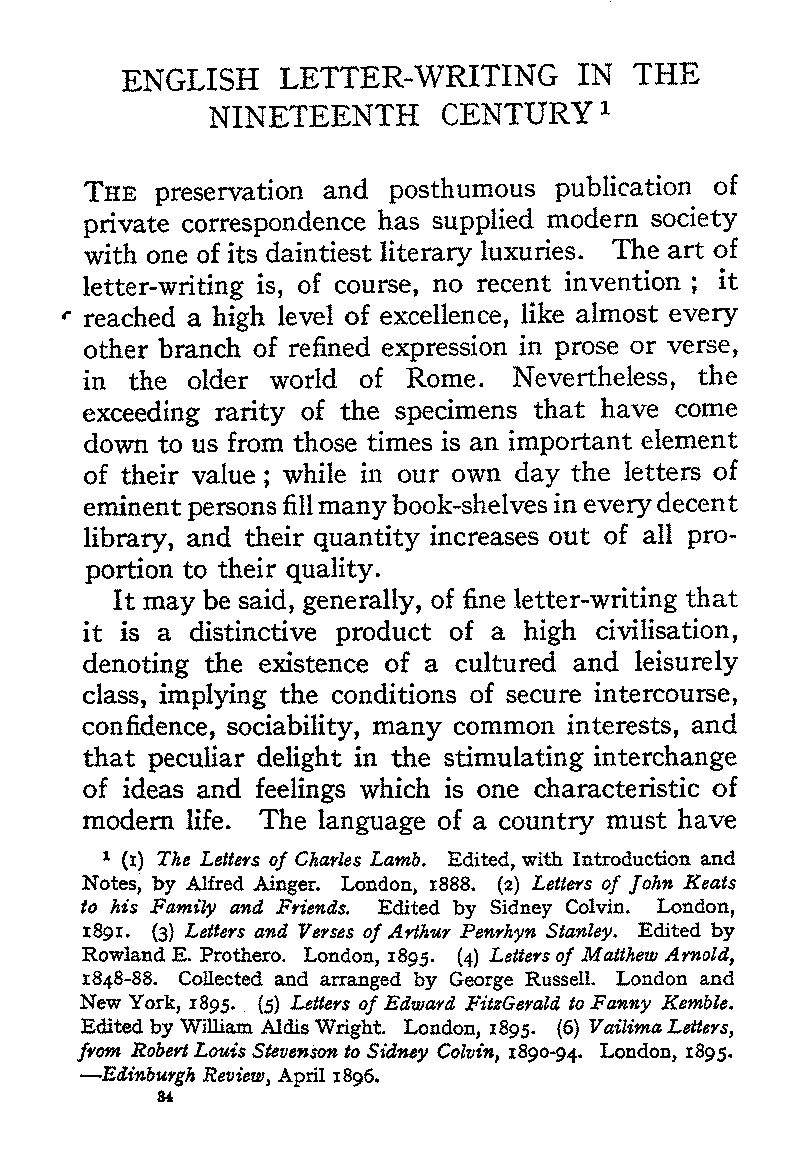 ENGLISH LETTER-WRITING IN THE
NINETEENTH CENTURY ¹
THE preservation and posthumous publication of
private correspondence has supplied modern society
with one of its daintiest literary luxuries. The art of
letter-writing is, of course, no recent invention ; it
reached a high level of excellence, like almost every
other branch of refined expression in prose or verse,
in the older world of Rome. Nevertheless, the
exceeding rarity of the specimens that have come
down to us from those times is an important element
of their value ; while in our own day the letters of
eminent persons fill many book-shelves in every decent
library, and their quantity increases out of all pro-
portion to their quality.
It may be said, generally, of fine letter-writing that
it is a distinctive product of a high civilisation,
denoting the existence of a cultured and leisurely
class, implying the conditions of secure intercourse,
confidence, sociability, many common interests, and
that peculiar delight in the stimulating interchange
of ideas and feelings which is one characteristic of
modern life. The language of a country must have
¹ (1) The Letters of Charles Lamb. Edited, with Introduction and
Notes, by Alfred Ainger. London, 1888. (2) Letters of John Keats
to his Family and Friends. Edited by Sidney Colvin. London,
1891. (3) Letters and Verses of Arthur Penrhyn Stanley. Edited by
Rowland E. Prothero. London, 1895. (4) Letters of Matthew Arnold,
1848-88. Collected and arranged by George Russell. London and
New York, 1895. (5) Letters of Edward FitzGerald to Fanny Kemble.
Edited by William Aldis Wright. London, 1895. (6) Vailima Letters,
from Robert Louis Stevenson to Sidney Colvin, 1890-94. London, 1895.
—Edinburgh Review, April 1896.
34